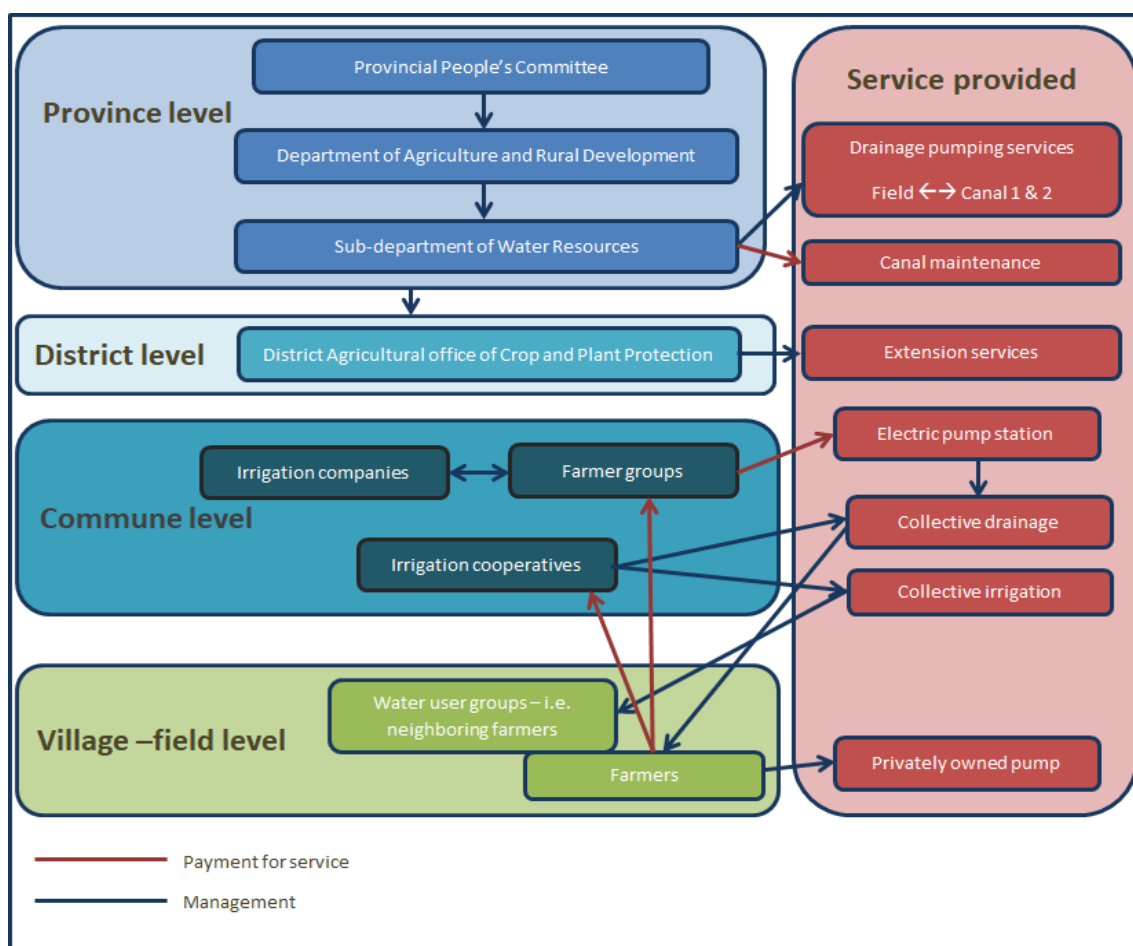 Province level
Provincial People's Committee
Department of Agriculture and Rural Development
Sub-department of Water Resources
District level
District Agricultural office of Crop and Plant Protection
Commune level
Irrigation companies
Farmer groups
Irrigation cooperatives
Village –field level
Water user groups – i.e.
neighboring farmers
Farmers
Service provided
Drainage pumping services
Field ←→ Canal 1 & 2
Canal maintenance
Extension services
Electric pump station
Collective drainage
Collective irrigation
Privately owned pump
Payment for service
Management